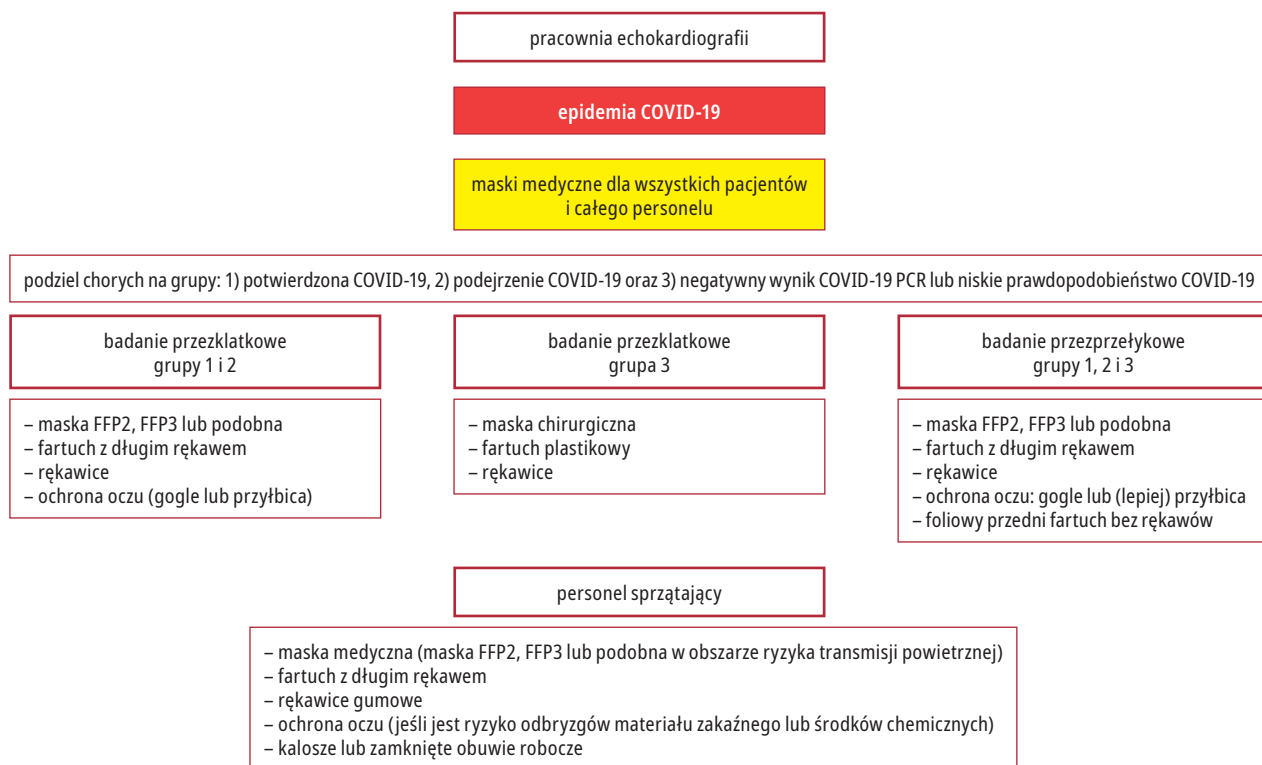 pracownia echokardiografii
epidemia COVID-19
maski medyczne dla wszystkich pacjentów
i całego personelu
podziel chorych na grupy: 1) potwierdzona COVID-19, 2) podejrzenie COVID-19 oraz 3) negatywny wynik COVID-19 PCR lub niskie prawdopodobieństwo COVID-19
badanie przezklatkowe
grupy 1 i 2
– maska FFP2, FFP3 lub podobna
– fartuch z długim rękawem
– rękawice
– ochrona oczu (gogle lub przyłbica)
badanie przezklatkowe
grupa 3
– maska chirurgiczna
– fartuch plastikowy
– rękawice
badanie przezprzełykowe
grupy 1, 2 i 3
– maska FFP2, FFP3 lub podobna
– fartuch z długim rękawem
– rękawice
– ochrona oczu: gogle lub (lepiej) przyłbica
– foliowy przedni fartuch bez rękawów
personel sprzątający
– maska medyczna (maska FFP2, FFP3 lub podobna w obszarze ryzyka transmisji powietrznej)
– fartuch z długim rękawem
– rękawice gumowe
– ochrona oczu (jeśli jest ryzyko odbryzgów materiału zakaźnego lub środków chemicznych)
– kalosze lub zamknięte obuwie robocze